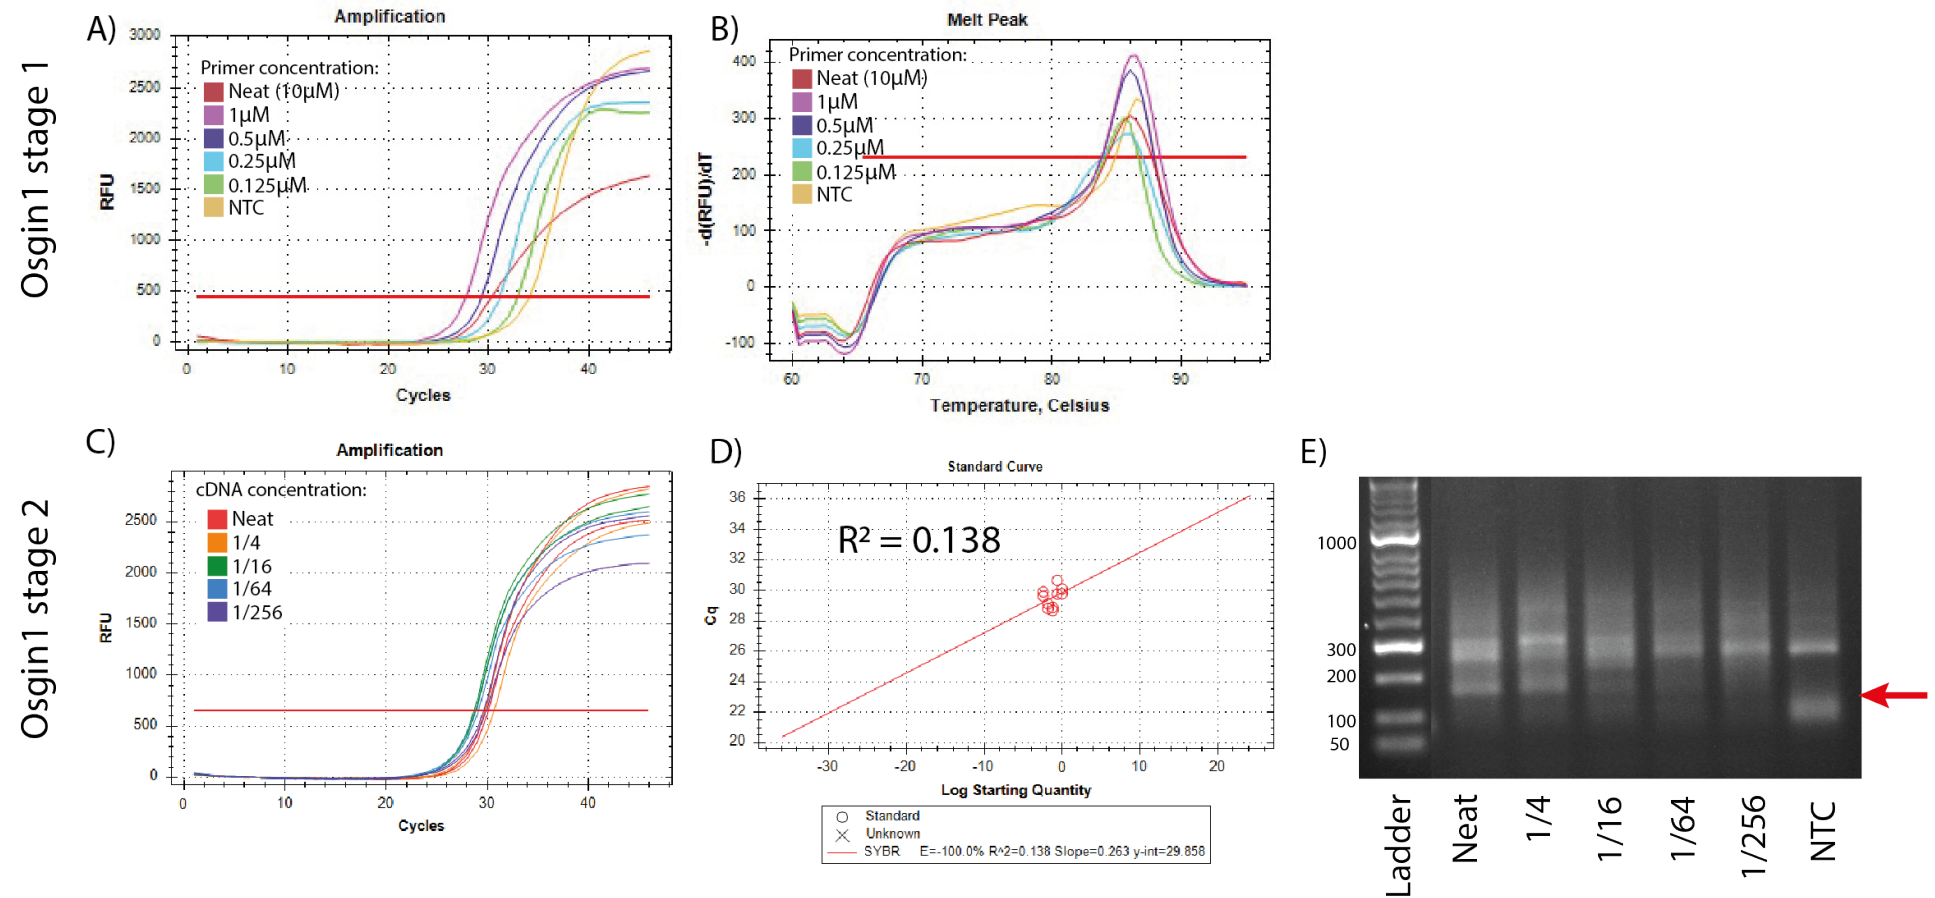 Osgin1 stage 1
A)
Amplification
3000
2500
2000
1500
1000
500
0
RFU
Primer concentration:
Neat (10µM)
1µM
0.5µM
0.25µM
0.125µM
NTC
0 10 20 30 40
Cycles
B)
Melt Peak
400
300
200
100
0
-100
-d(RFU)/dT
Primer concentration:
Neat (10µM)
1µM
0.5µM
0.25µM
0.125µM
NTC
60 70 80 90
Temperature, Celsius
Osgin1 stage 2
C)
Amplification
2500
2000
1500
1000
500
0
RFU
cDNA concentration:
Neat
1/4
1/16
1/64
1/256
0 10 20 30 40
Cycles
D)
Standard Curve
R² = 0.138
36
34
32
30
28
26
24
22
20
Cq
-30 -20 -10 0 10 20
Log Starting Quantity
Standard
Unknown
SYBR E=-100.0% R^2=0.138 Slope=0.263 y-int=29.858
E)
1000
300
200
100
50
Ladder
Neat
1/4
1/16
1/64
1/256
NTC